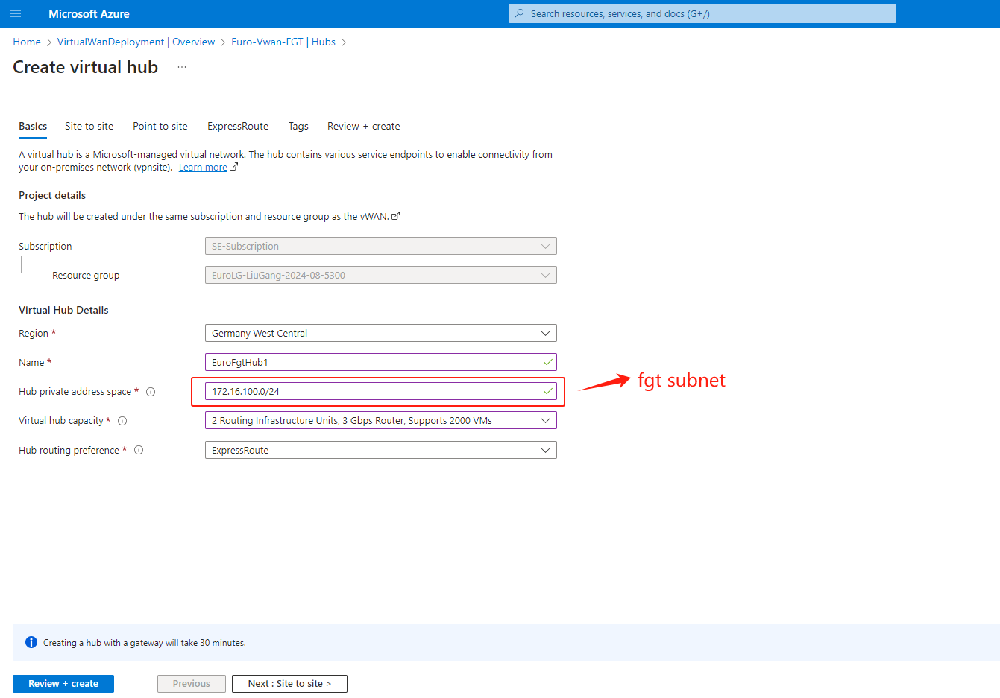 Microsoft Azure
Search resources, services, and docs (G+/)
Home > VirtualWanDeployment | Overview > Euro-Vwan-FGT | Hubs >
Create virtual hub ...
Basics Site to site Point to site ExpressRoute Tags Review + create
A virtual hub is a Microsoft-managed virtual network. The hub contains various service endpoints to enable connectivity from
your on-premises network (vpnsite). Learn more
Project details
The hub will be created under the same subscription and resource group as the vWAN.
Subscription SE-Subscription
Resource group EuroLG-LiuGang-2024-08-5300
Virtual Hub Details
Region * Germany West Central
Name * EuroFgtHub1
Hub private address space * 172.16.100.0/24
fgt subnet
Virtual hub capacity * 2 Routing Infrastructure Units, 3 Gbps Router, Supports 2000 VMs
Hub routing preference * ExpressRoute
Creating a hub with a gateway will take 30 minutes.
Review + create Previous Next : Site to site >